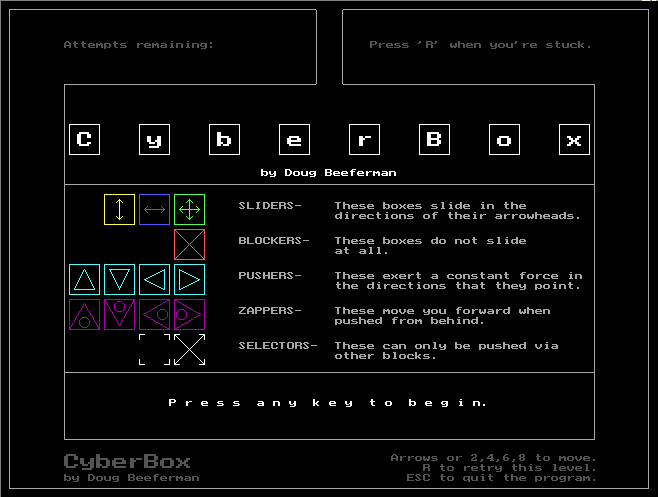 Attempts remaining:
Press 'R' when you're stuck.
CyberBox
by Doug Beeferman
SLIDERS- These boxes slide in the
directions of their arrowheads.
BLOCKERS- These boxes do not slide
at all.
PUSHERS- These exert a constant force in
the directions that they point.
ZAPPERS- These move you forward when
pushed from behind.
SELECTORS- These can only be pushed via
other blocks.
Press any key to begin.
CyberBox
by Doug Beeferman
Arrows or 2,4,6,8 to move.
R to retry this level.
ESC to quit the program.